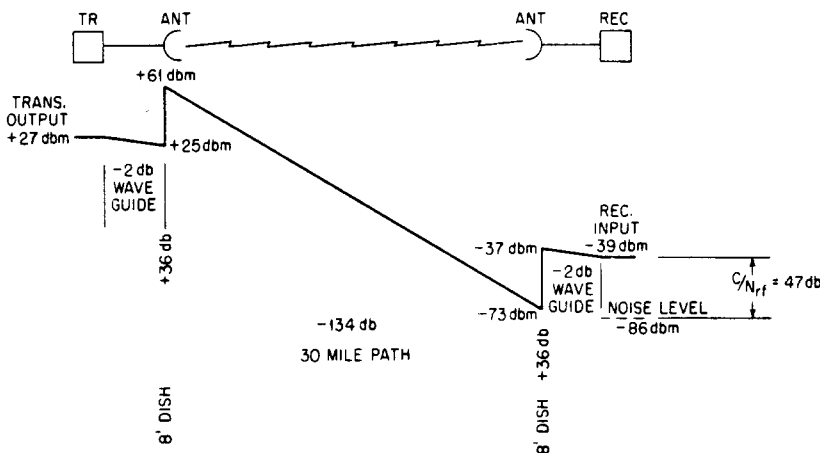 TR
ANT
ANT
REC
+61 dbm
TRANS.
OUTPUT
+27 dbm
+25 dbm
-2 db
WAVE
GUIDE
+36 db
REC.
INPUT
-37 dbm
-39 dbm
-2 db
WAVE
GUIDE
C/Nrf = 47 db
-73 dbm
NOISE LEVEL
-86 dbm
-134 db
30 MILE PATH
+36 db
8' DISH
8' DISH